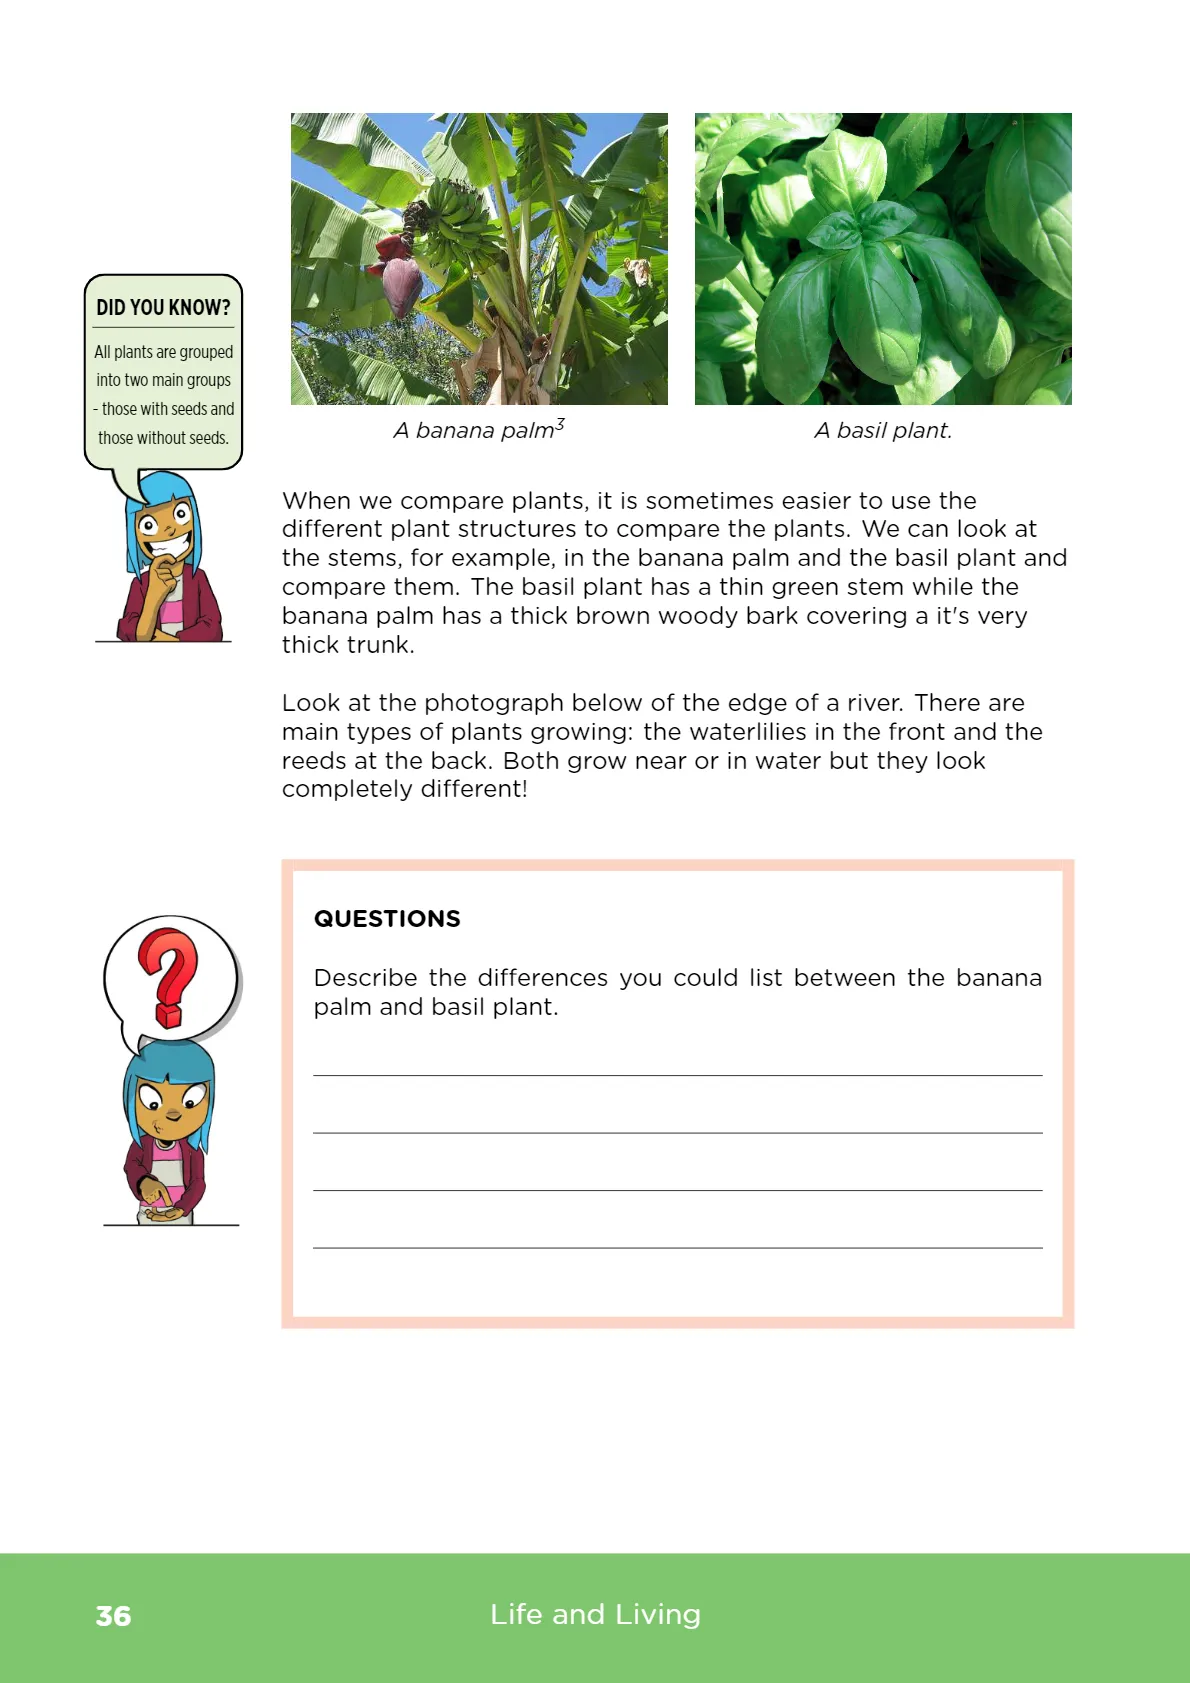 A banana palm3
A basil plant.
DID YOU KNOW?
All plants are grouped
into two main groups
- those with seeds and
those without seeds.
When we compare plants, it is sometimes easier to use the
different plant structures to compare the plants. We can look at
the stems, for example, in the banana palm and the basil plant and
compare them. The basil plant has a thin green stem while the
banana palm has a thick brown woody bark covering a it's very
thick trunk.
Look at the photograph below of the edge of a river. There are
main types of plants growing: the waterlilies in the front and the
reeds at the back. Both grow near or in water but they look
completely different!
?
QUESTIONS
Describe the differences you could list between the banana
palm and basil plant.
36
Life and Living